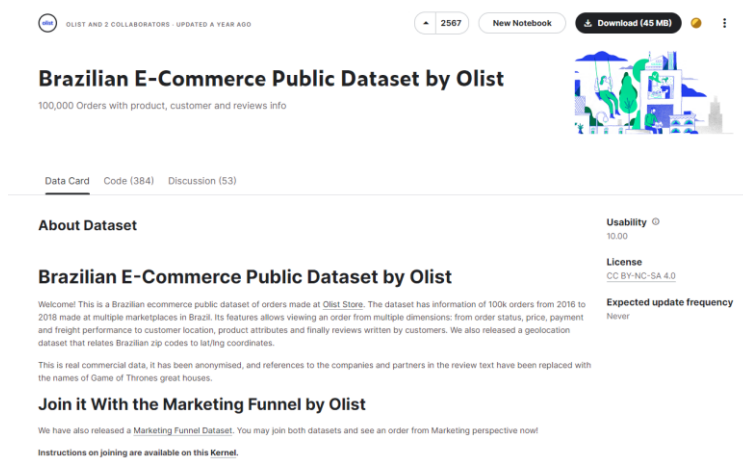 olist OLIST AND 2 COLLABORATORS · UPDATED A YEAR AGO 2567 New Notebook Download (45 MB)
Brazilian E-Commerce Public Dataset by Olist
100,000 Orders with product, customer and reviews info
Data Card Code (384) Discussion (53)
About Dataset
Usability
10.00
License
CC BY-NC-SA 4.0
Expected update frequency
Never
Brazilian E-Commerce Public Dataset by Olist
Welcome! This is a Brazilian ecommerce public dataset of orders made at Olist Store. The dataset has information of 100k orders from 2016 to
2018 made at multiple marketplaces in Brazil. Its features allows viewing an order from multiple dimensions: from order status, price, payment
and freight performance to customer location, product attributes and finally reviews written by customers. We also released a geolocation
dataset that relates Brazilian zip codes to lat/lng coordinates.
This is real commercial data, it has been anonymised, and references to the companies and partners in the review text have been replaced with
the names of Game of Thrones great houses.
Join it With the Marketing Funnel by Olist
We have also released a Marketing Funnel Dataset. You may join both datasets and see an order from Marketing perspective now!
Instructions on joining are available on this Kernel.